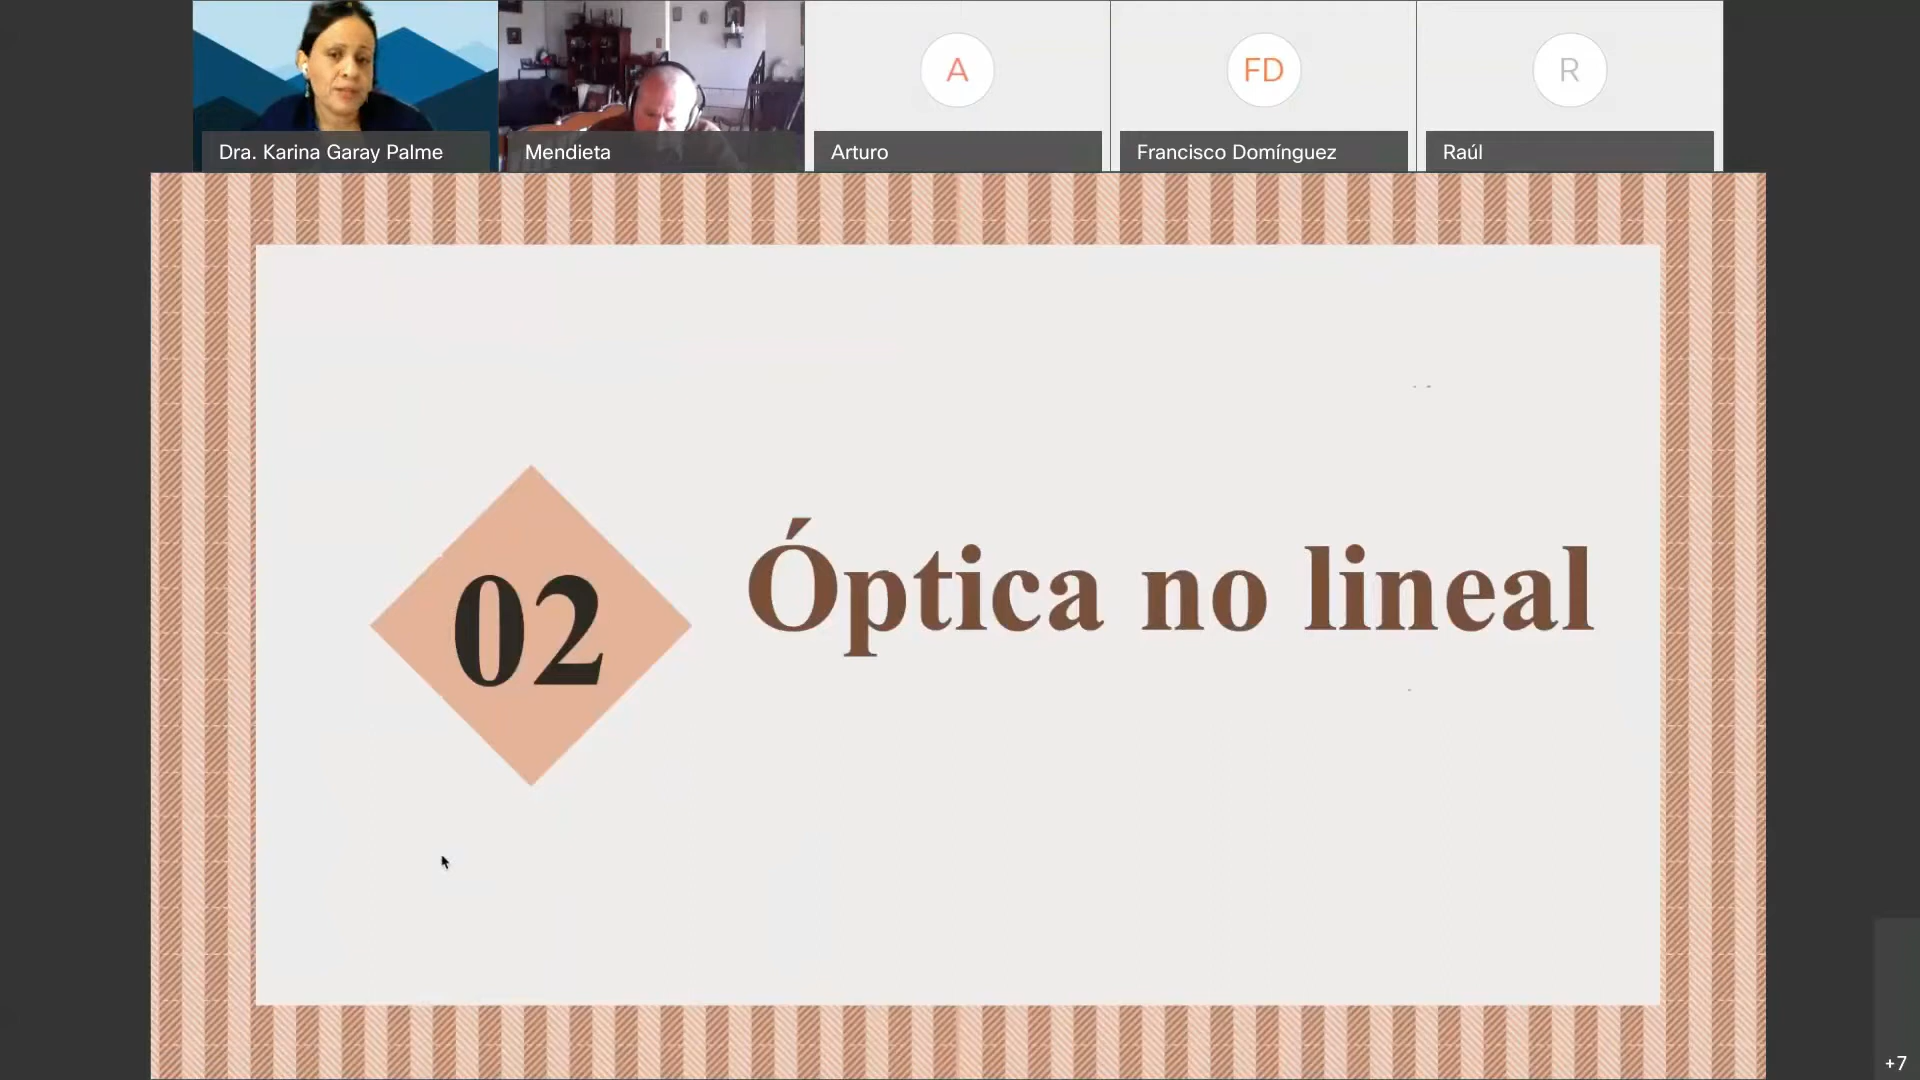 Dra. Karina Garay Palme
Mendieta
A
Arturo
FD
Francisco Domínguez
R
Raúl
02
Óptica no lineal
+7